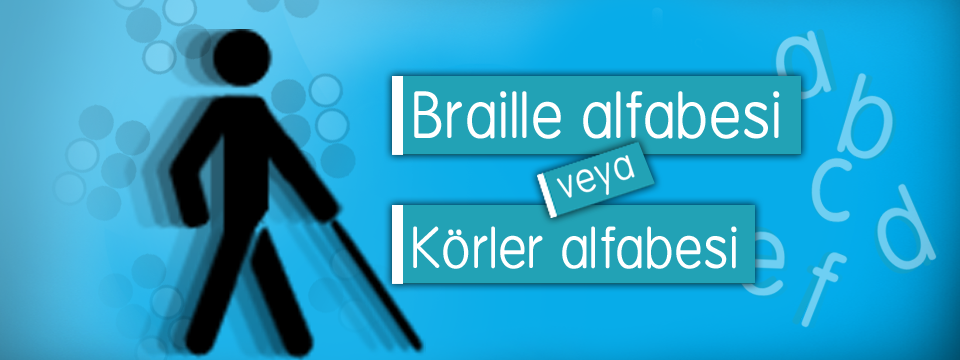 Braille alfabesi
veya
Körler alfabesi
a
b
c
d
e
f